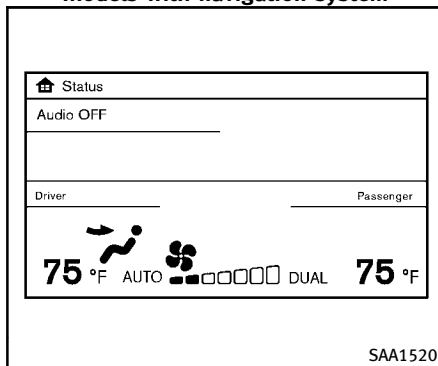 models with navigation system
Status
Audio OFF
Driver Passenger
75 °F AUTO DUAL 75 °F
SAA1520